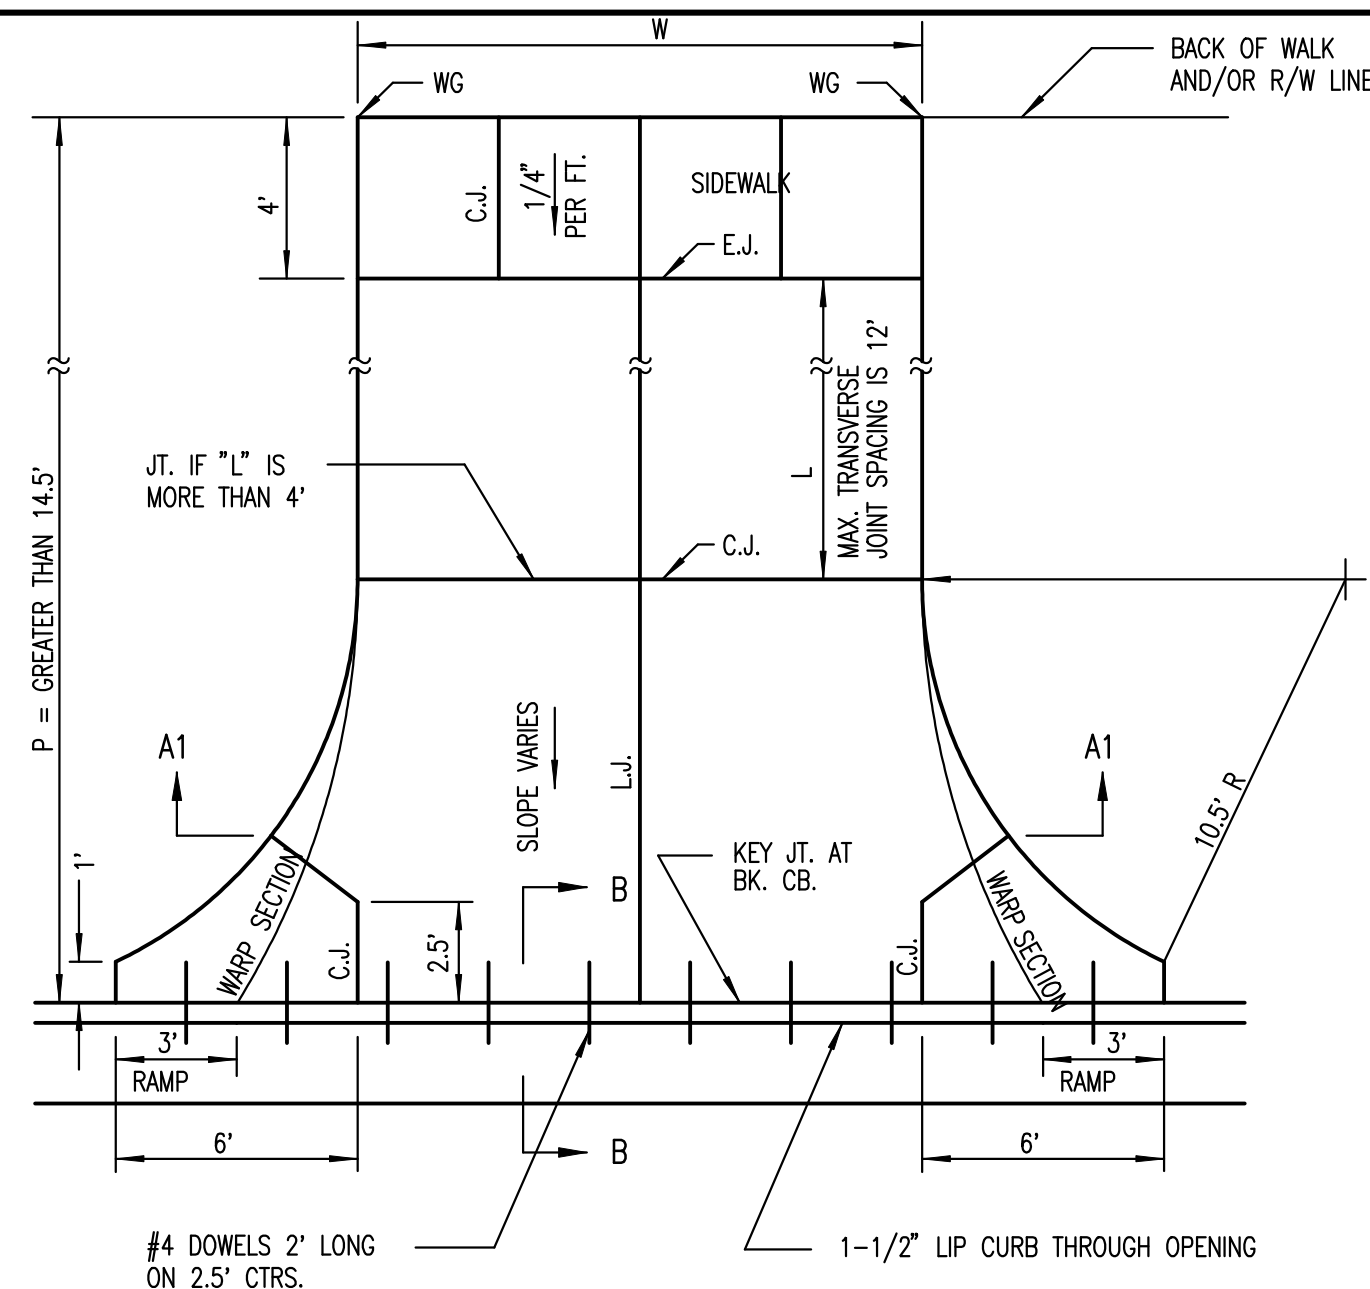 W
BACK OF WALK
AND/OR R/W LINE
WG
WG
4'
C.J.
1/4"
PER FT.
SIDEWALK
E.J.
P = GREATER THAN 14.5'
JT. IF "L" IS
MORE THAN 4'
L
MAX. TRANSVERSE
JOINT SPACING IS 12'
C.J.
A1
A1
SLOPE VARIES
L.J.
10.5' R
1'
WARP SECTION
C.J.
2.5'
B
KEY JT. AT
BK. CB.
C.J.
WARP SECTION
3'
RAMP
3'
RAMP
6'
B
6'
#4 DOWELS 2' LONG
ON 2.5' CTRS.
1-1/2" LIP CURB THROUGH OPENING